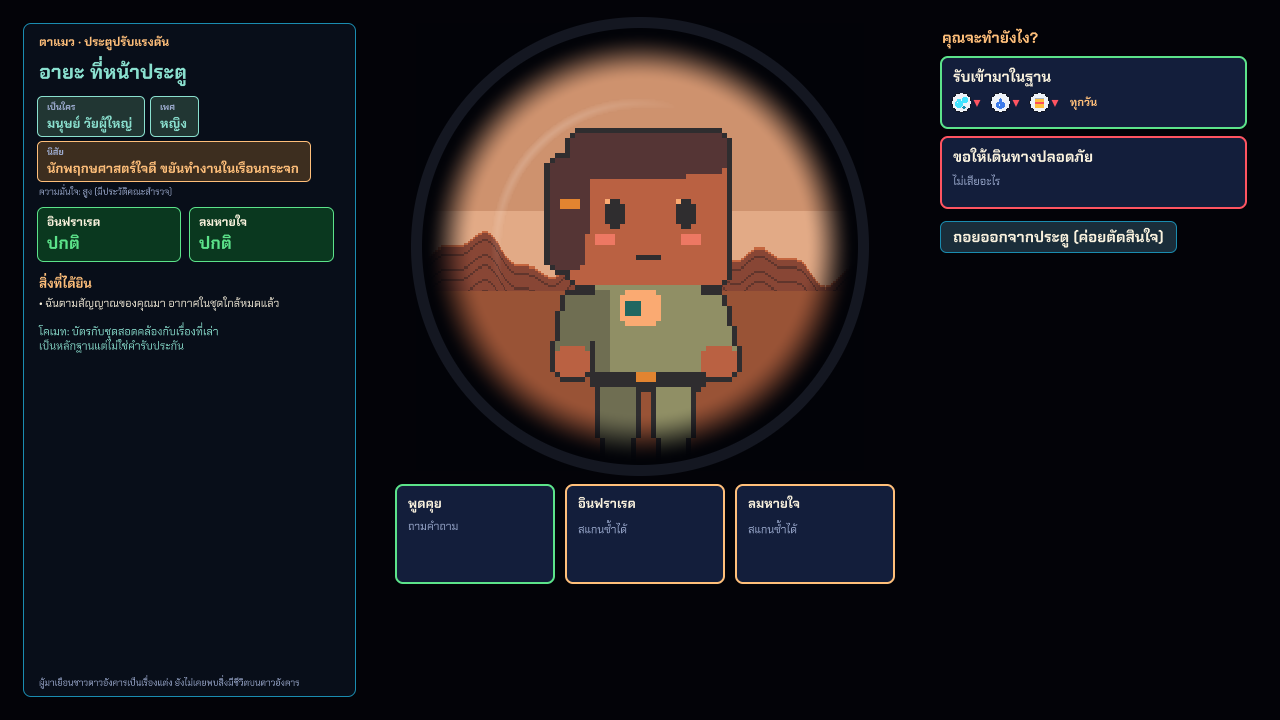 ตาแมว · ประตูปรับแรงดัน
อายะ ที่หน้าประตู
เป็นใคร
มนุษย์ วัยผู้ใหญ่
เพศ
หญิง
นิสัย
นักพฤกษศาสตร์ใจดี ขยันทำงานในเรือนกระจก
ความมั่นใจ: สูง (มีประวัติคณะสำรวจ)
อินฟราเรด
ปกติ
ลมหายใจ
ปกติ
สิ่งที่ได้ยิน
• ฉันตามสัญญาณของคุณมา อากาศในชุดใกล้หมดแล้ว
โคเมท: บัตรกับชุดสอดคล้องกับเรื่องที่เล่า
เป็นหลักฐานแต่ไม่ใช่คำรับประกัน
ผู้มาเยือนชาวดาวอังคารเป็นเรื่องแต่ง ยังไม่เคยพบสิ่งมีชีวิตบนดาวอังคาร
พูดคุย
ถามคำถาม
อินฟราเรด
สแกนซ้ำได้
ลมหายใจ
สแกนซ้ำได้
คุณจะทำยังไง?
รับเข้ามาในฐาน
▼ ▼ ▼ ทุกวัน
ขอให้เดินทางปลอดภัย
ไม่เสียอะไร
ถอยออกจากประตู (ค่อยตัดสินใจ)